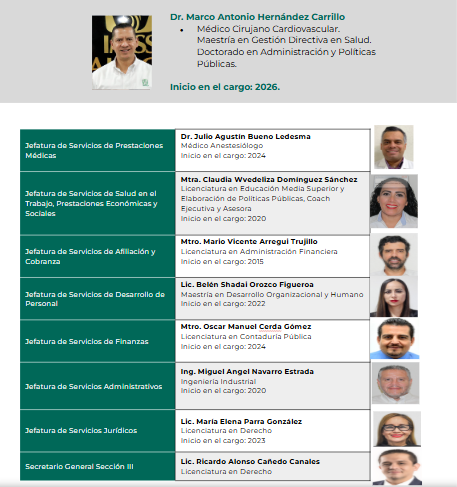 Dr. Marco Antonio Hernández Carrillo
• Médico Cirujano Cardiovascular.
Maestría en Gestión Directiva en Salud.
Doctorado en Administración y Políticas
Públicas.
Inicio en el cargo: 2026.
Jefatura de Servicios de Prestaciones
Médicas
Dr. Julio Agustín Bueno Ledesma
Médico Anestesiólogo
Inicio en el cargo: 2024
Jefatura de Servicios de Salud en el
Trabajo, Prestaciones Económicas y
Sociales
Mtra. Claudia Wvedeliza Domínguez Sánchez
Licenciatura en Educación Media Superior y
Elaboración de Políticas Públicas, Coach
Ejecutiva y Asesora
Inicio en el cargo: 2020
Jefatura de Servicios de Afiliación y
Cobranza
Mtro. Mario Vicente Arregui Trujillo
Licenciatura en Administración Financiera
Inicio en el cargo: 2015
Jefatura de Servicios de Desarrollo de
Personal
Lic. Belén Shadai Orozco Figueroa
Maestría en Desarrollo Organizacional y Humano
Inicio en el cargo: 2022
Jefatura de Servicios de Finanzas
Mtro. Oscar Manuel Cerda Gómez
Licenciatura en Contaduría Pública
Inicio en el cargo: 2024
Jefatura de Servicios Administrativos
Ing. Miguel Angel Navarro Estrada
Ingeniería Industrial
Inicio en el cargo: 2020
Jefatura de Servicios Jurídicos
Lic. María Elena Parra González
Licenciatura en Derecho
Inicio en el cargo: 2023
Secretario General Sección III
Lic. Ricardo Alonso Cañedo Canales
Licenciatura en Derecho